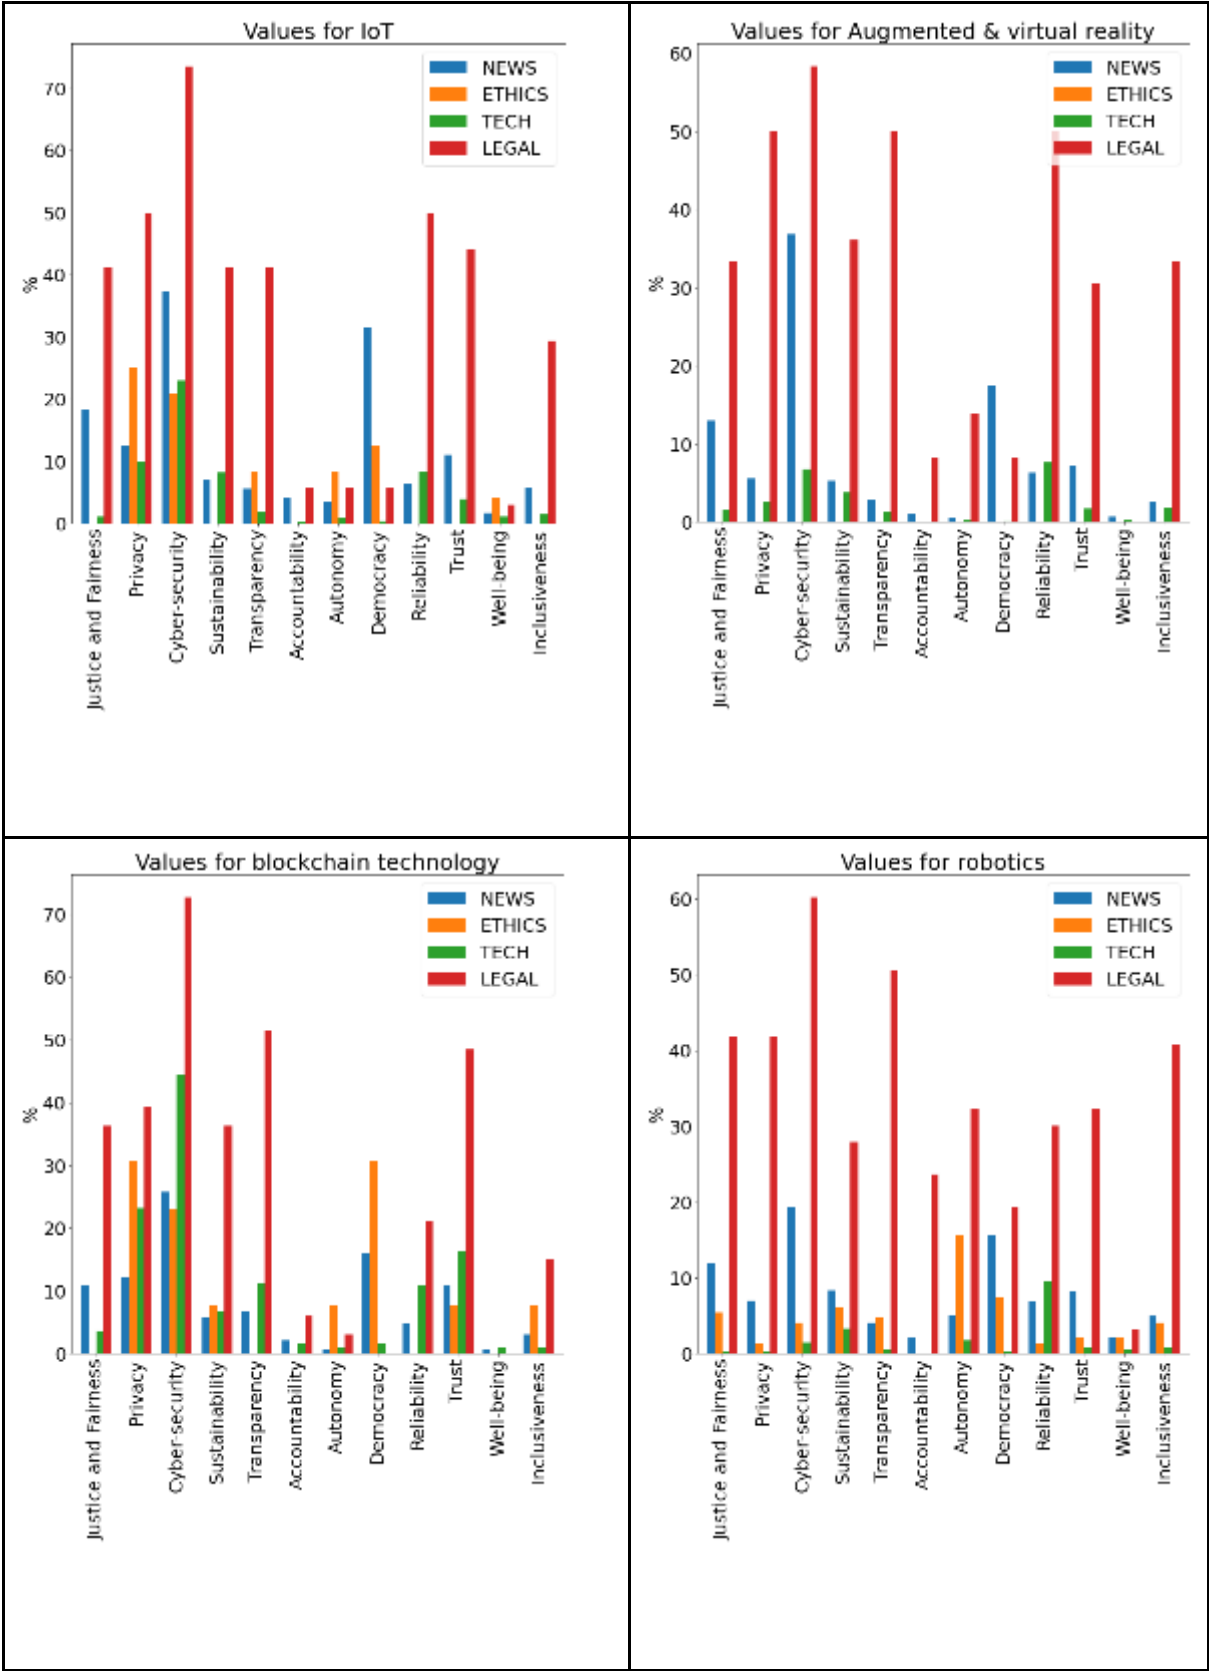 Values for IoT
NEWS
ETHICS
TECH
LEGAL
%
70
60
50
40
30
20
10
0
Justice and Fairness
Privacy
Cyber-security
Sustainability
Transparency
Accountability
Autonomy
Democracy
Reliability
Trust
Well-being
Inclusiveness
Values for Augmented & virtual reality
NEWS
ETHICS
TECH
LEGAL
%
60
50
40
30
20
10
0
Justice and Fairness
Privacy
Cyber-security
Sustainability
Transparency
Accountability
Autonomy
Democracy
Reliability
Trust
Well-being
Inclusiveness
Values for blockchain technology
NEWS
ETHICS
TECH
LEGAL
%
70
60
50
40
30
20
10
0
Justice and Fairness
Privacy
Cyber-security
Sustainability
Transparency
Accountability
Autonomy
Democracy
Reliability
Trust
Well-being
Inclusiveness
Values for robotics
NEWS
ETHICS
TECH
LEGAL
%
60
50
40
30
20
10
0
Justice and Fairness
Privacy
Cyber-security
Sustainability
Transparency
Accountability
Autonomy
Democracy
Reliability
Trust
Well-being
Inclusiveness